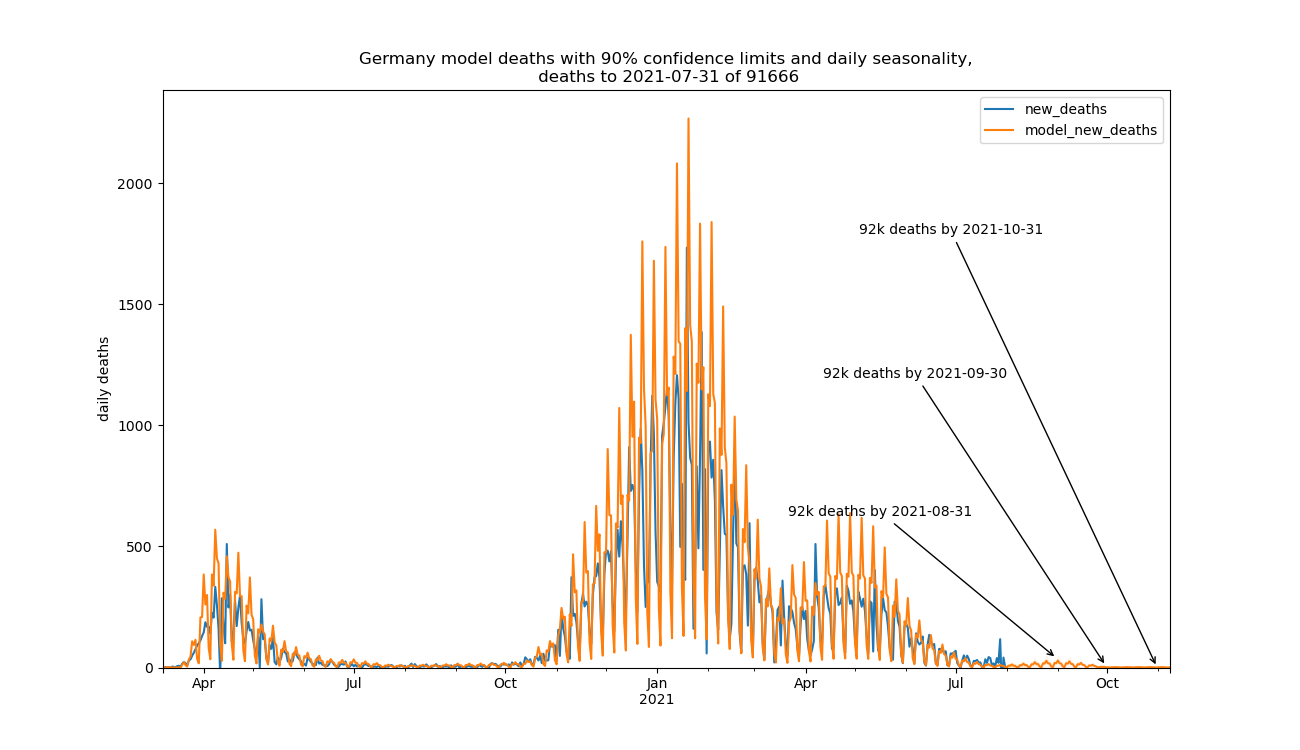 Germany model deaths with 90% confidence limits and daily seasonality,
deaths to 2021-07-31 of 91666
new_deaths
model_new_deaths
2000
1500
1000
500
0
daily deaths
92k deaths by 2021-10-31
92k deaths by 2021-09-30
92k deaths by 2021-08-31
Apr Jul Oct Jan Apr Jul Oct
2021